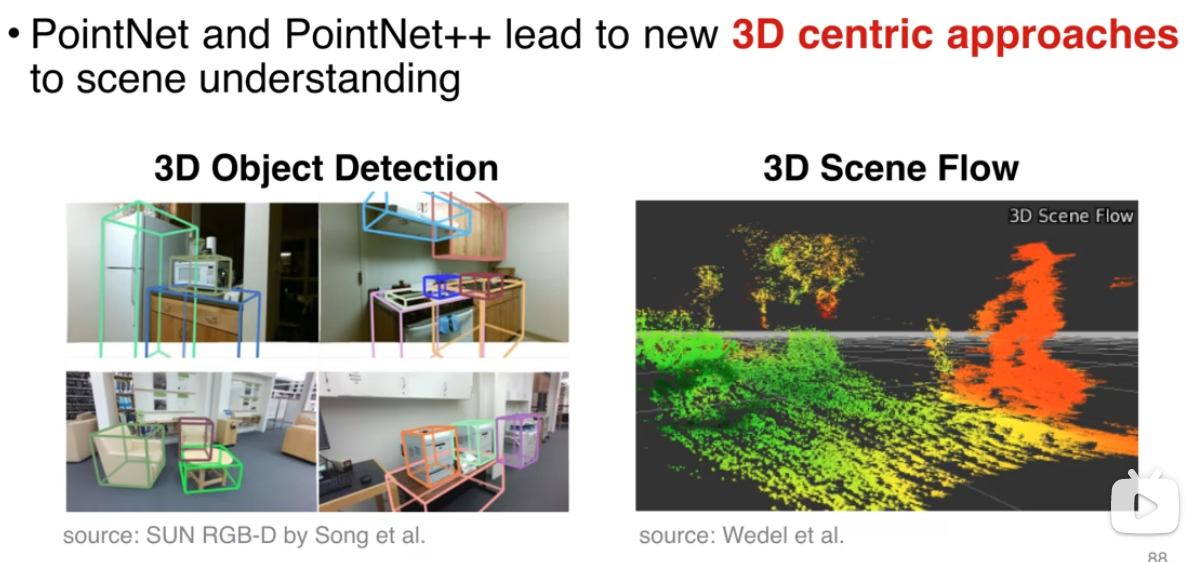 • PointNet and PointNet++ lead to new 3D centric approaches
to scene understanding
3D Object Detection
3D Scene Flow
3D Scene Flow
source: SUN RGB-D by Song et al.
source: Wedel et al.
88